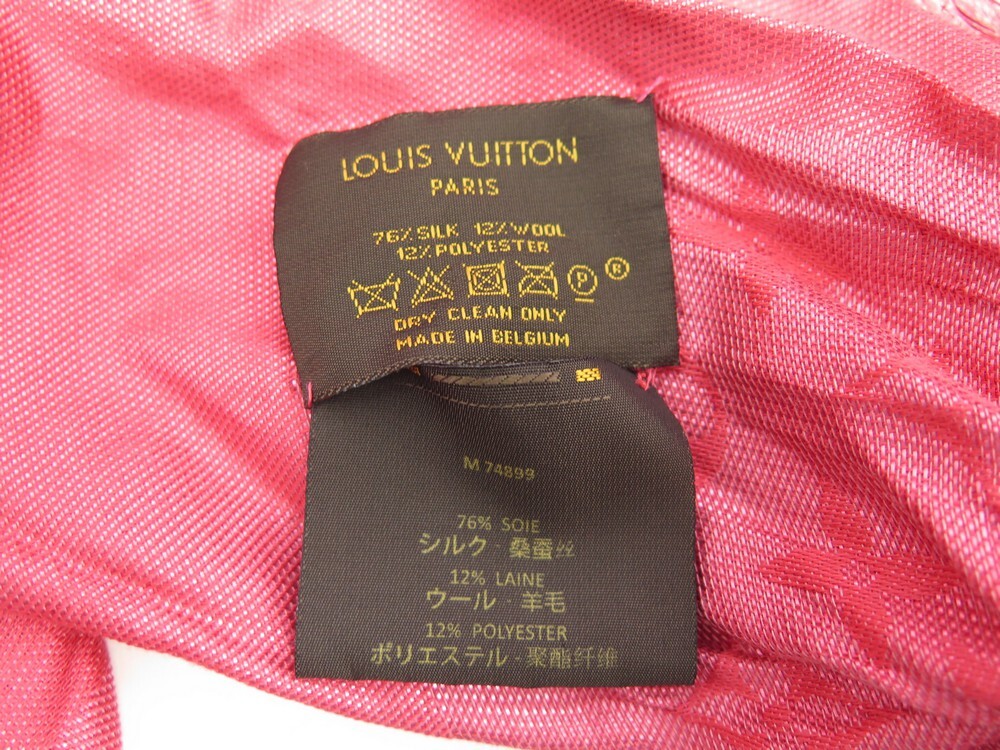 LOUIS VUITTON
PARIS
76% SILK 12% WOOL
12% POLYESTER
P ®
DRY CLEAN ONLY
MADE IN BELGIUM
M 74899
76% SOIE
シルク - 桑蚕丝
12% LAINE
ウール - 羊毛
12% POLYESTER
ポリエステル - 聚酯纤维